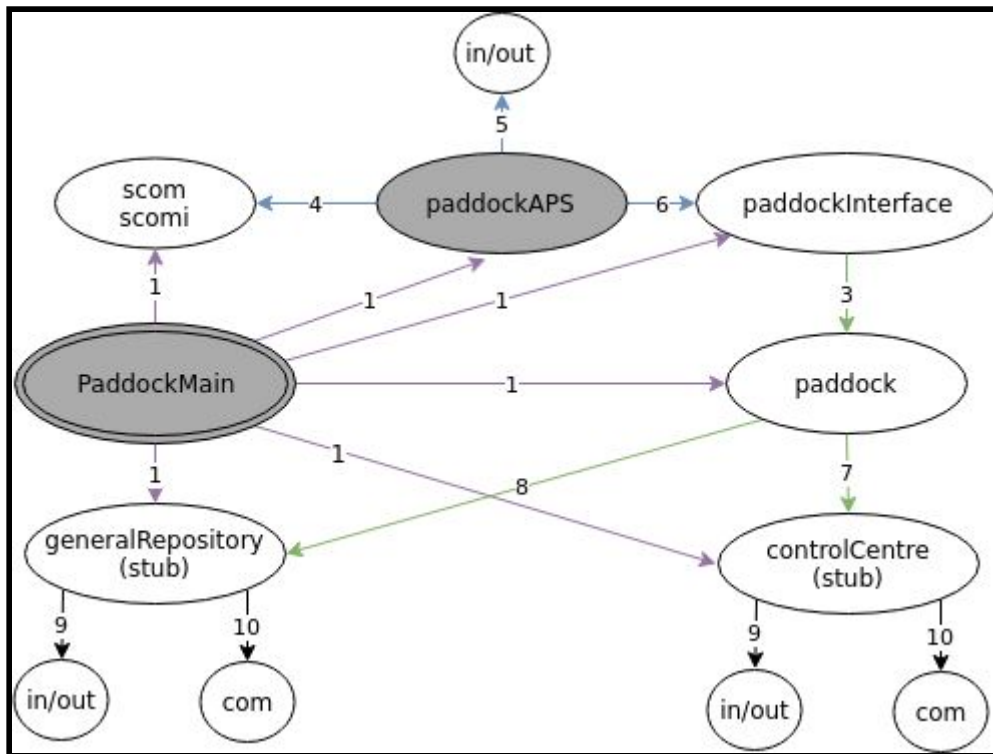 in/out
5
scom
scomi
4
paddockAPS
6
paddockInterface
1
1
1
3
PaddockMain
1
paddock
1
1
7
8
generalRepository
(stub)
controlCentre
(stub)
9
10
9
10
in/out
com
in/out
com